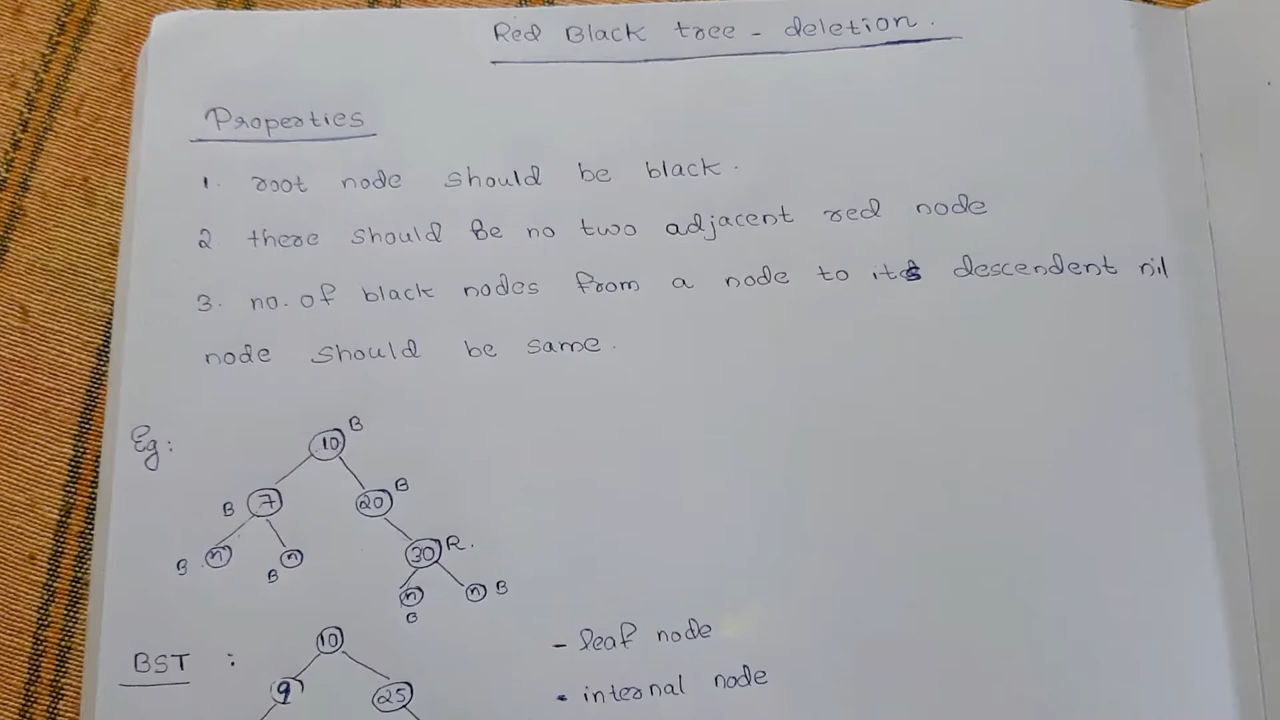 Red Black tree - deletion.
Properties
1. root node should be black.
2. there should be no two adjacent red node
3. no. of black nodes from a node to its descendent nil
node should be same.
Eg:
10 B
B 7
20 B
B n
n B
30 R.
n B
n B
BST :
10
9
25
- leaf node
- internal node